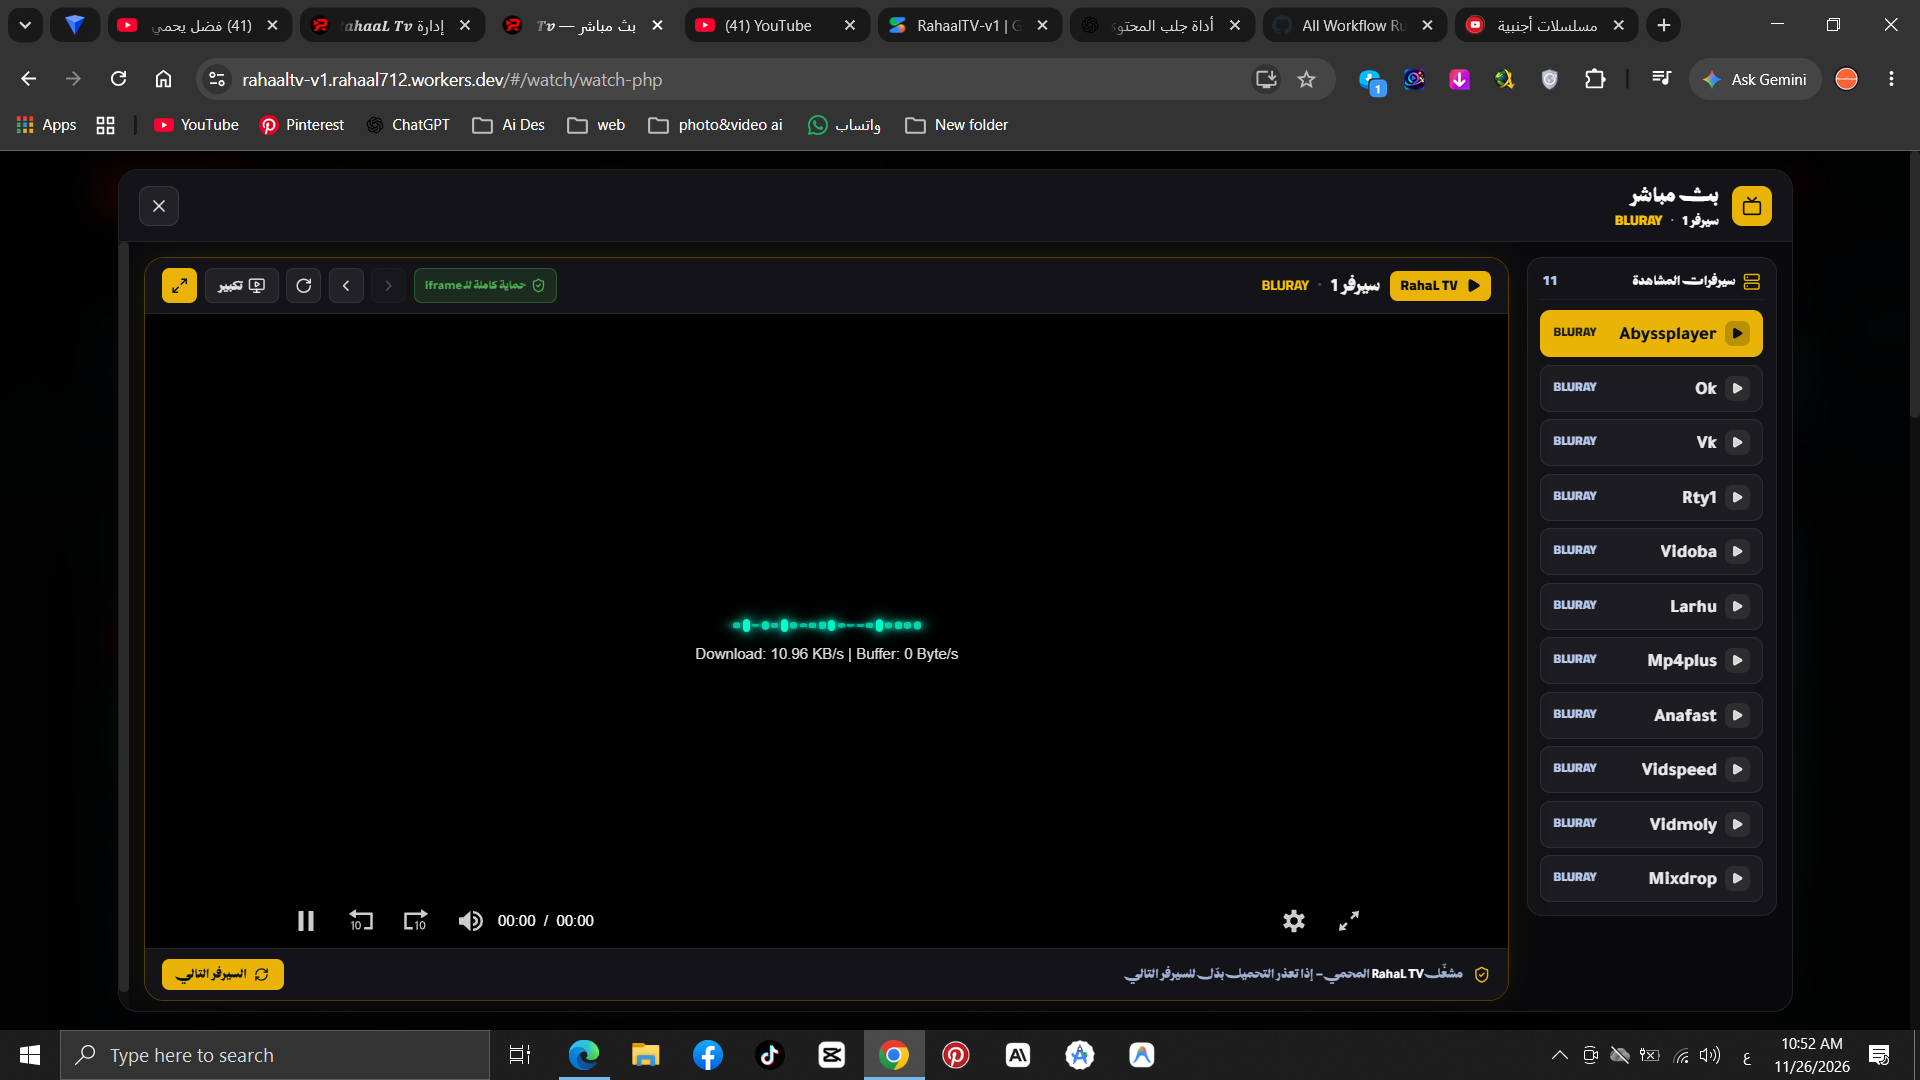 (41) فضل يحمي
إدارة RahaaL Tv
بث مباشر — Tv
(41) YouTube
RahaalTV-v1 | G
أداة جلب المحتوى
All Workflow Ru
مسلسلات أجنبية
rahaaltv-v1.rahaal712.workers.dev/#/watch/watch-php
1
Ask Gemini
Apps
YouTube
Pinterest
ChatGPT
Ai Des
web
photo&video ai
واتساب
New folder
بث مباشر
سيرفر 1 · BLURAY
تكبير
حماية كاملة للـ Iframe
سيرفر 1 · BLURAY
RahaL TV
سيرفرات المشاهدة
11
Abyssplayer BLURAY
Ok BLURAY
Vk BLURAY
Rty1 BLURAY
Vidoba BLURAY
Larhu BLURAY
Mp4plus BLURAY
Anafast BLURAY
Vidspeed BLURAY
Vidmoly BLURAY
Mixdrop BLURAY
Download: 10.96 KB/s | Buffer: 0 Byte/s
10
10
00:00 / 00:00
مشغّل RahaL TV المحمي - إذا تعذر التحميل بدّل للسيرفر التالي
السيرفر التالي
Type here to search
ع
10:52 AM
11/26/2026